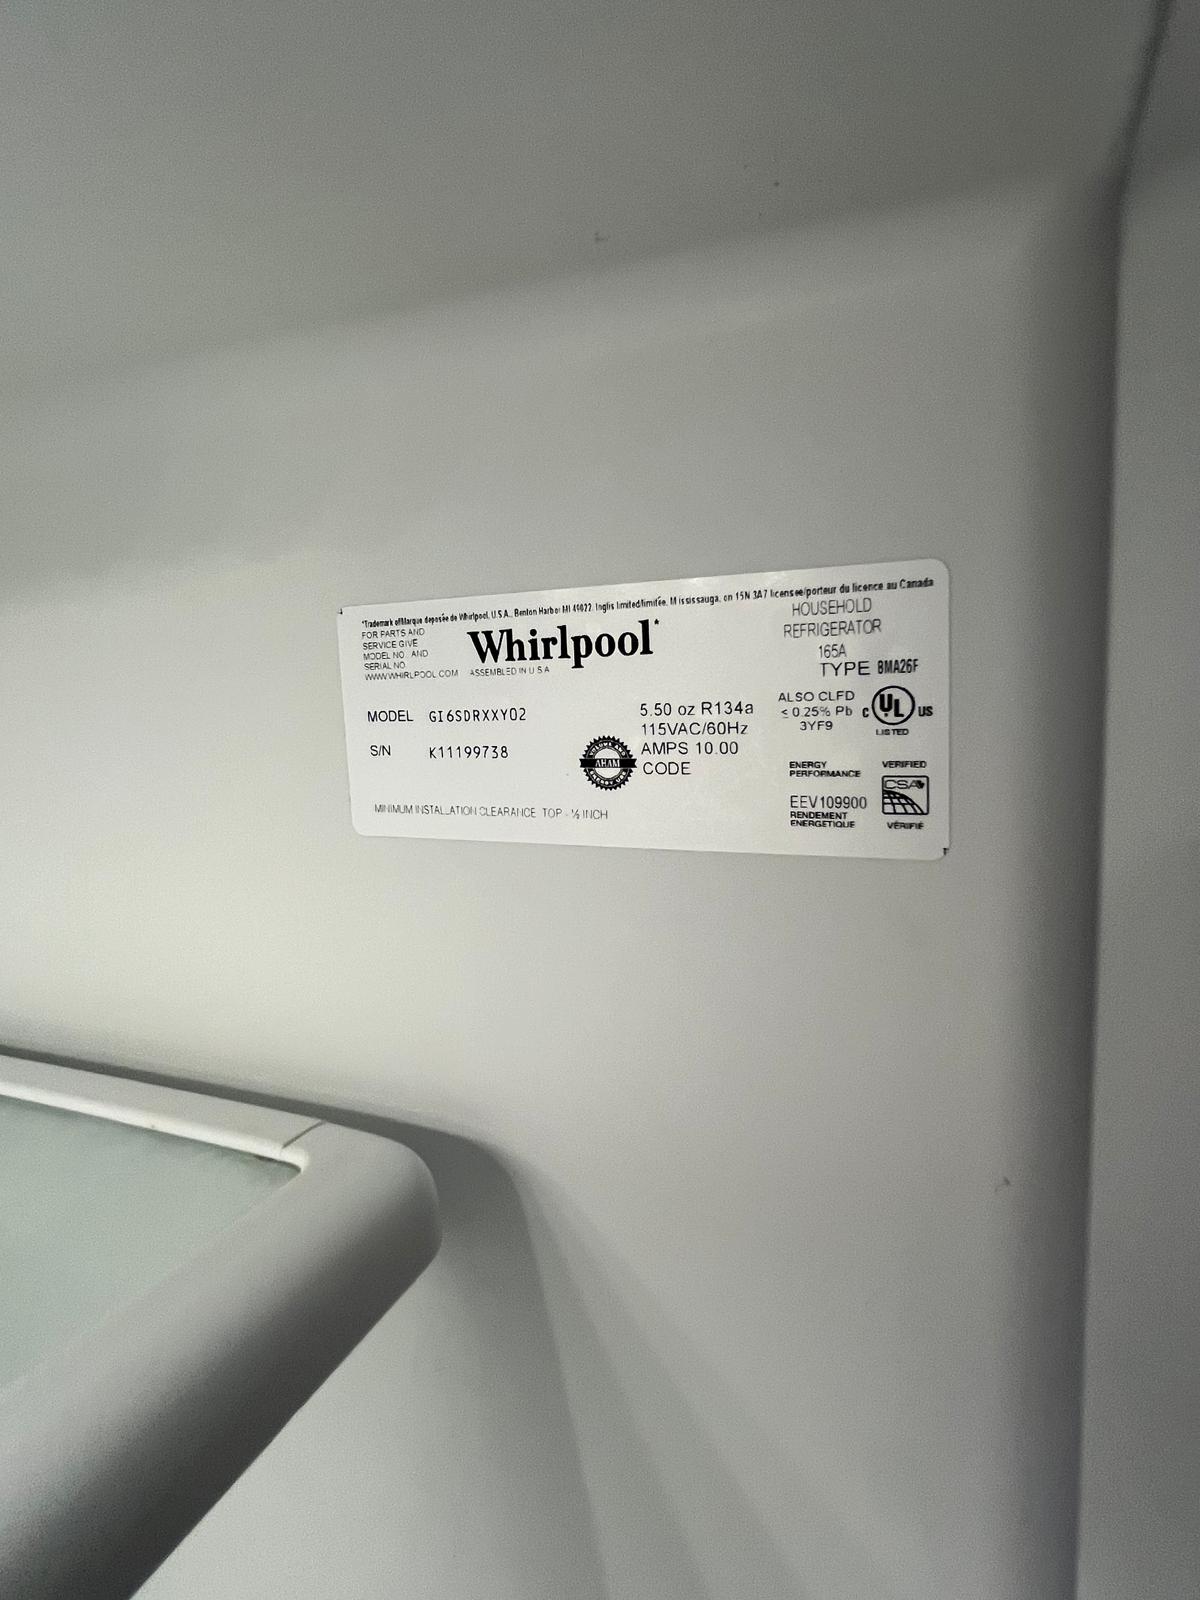 *Trademark of/Marque deposée de Whirlpool, U.S.A., Benton Harbor MI 49022. Inglis limited/limitée, Mississauga, on 15N 3A7 licensee/porteur du licence au Canada
FOR PARTS AND
SERVICE GIVE
MODEL NO. AND
SERIAL NO.
WWW.WHIRLPOOL.COM
Whirlpool*
ASSEMBLED IN U S A
HOUSEHOLD
REFRIGERATOR
165A
TYPE 8MA26F
MODEL GI6SDRXXY02
S/N K11199738
AHAM
5.50 oz R134a
115VAC/60Hz
AMPS 10.00
CODE
ALSO CLFD
≤ 0.25% Pb
3YF9
C UL US
LISTED
ENERGY
PERFORMANCE
EEV109900
RENDEMENT
ENERGETIQUE
VERIFIED
CSA
VÉRIFIÉ
MINIMUM INSTALLATION CLEARANCE TOP - ½ INCH